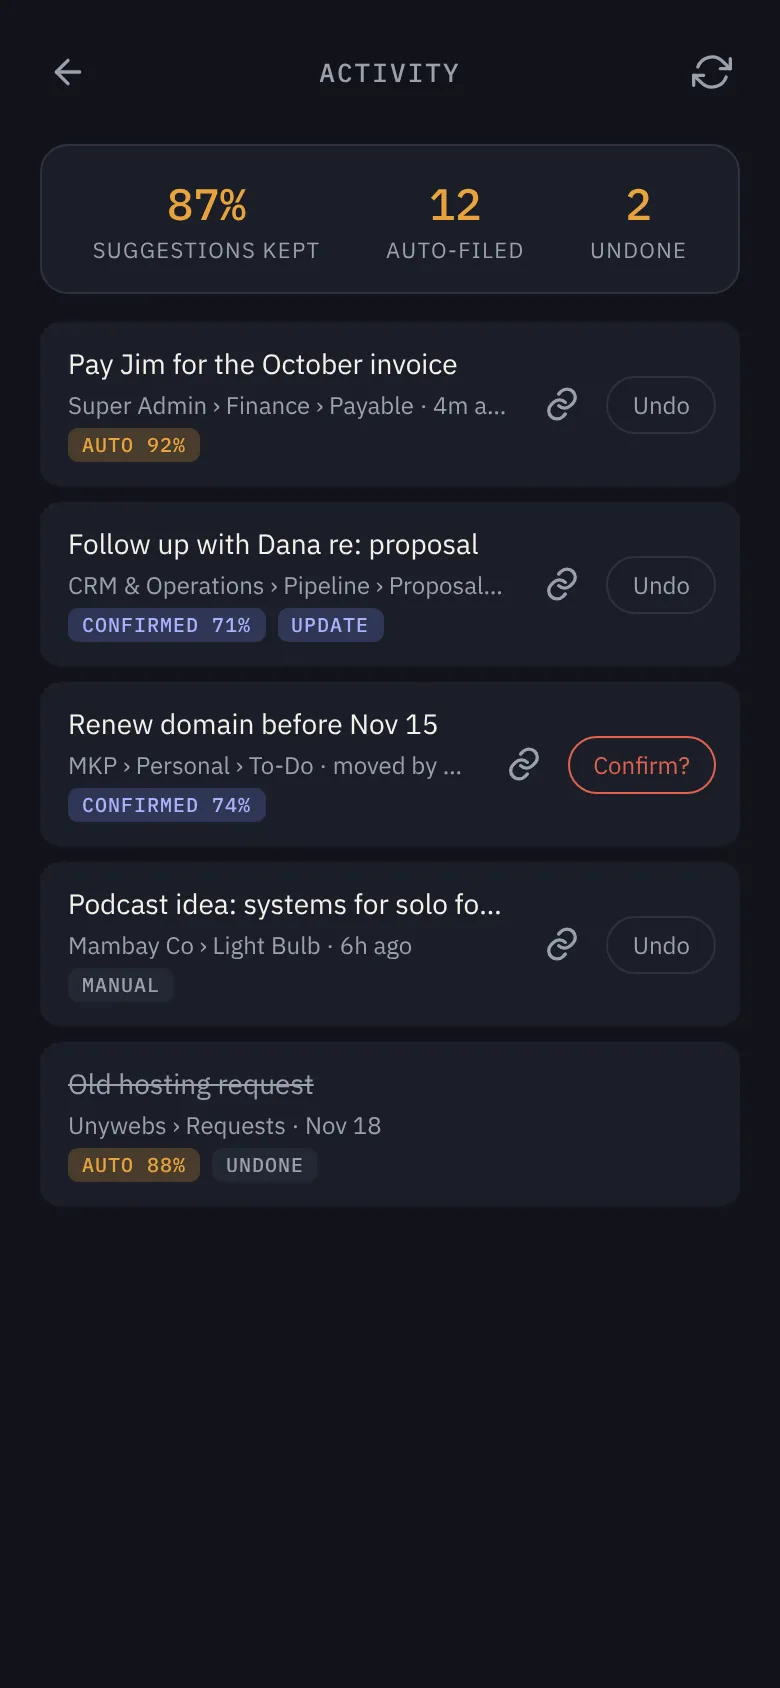 ACTIVITY
87% 12 2
SUGGESTIONS KEPT AUTO-FILED UNDONE
Pay Jim for the October invoice
Super Admin › Finance › Payable · 4m a... Undo
AUTO 92%
Follow up with Dana re: proposal
CRM & Operations › Pipeline › Proposal... Undo
CONFIRMED 71% UPDATE
Renew domain before Nov 15
MKP › Personal › To-Do · moved by ... Confirm?
CONFIRMED 74%
Podcast idea: systems for solo fo...
Mambay Co › Light Bulb · 6h ago Undo
MANUAL
Old hosting request
Unywebs › Requests · Nov 18
AUTO 88% UNDONE